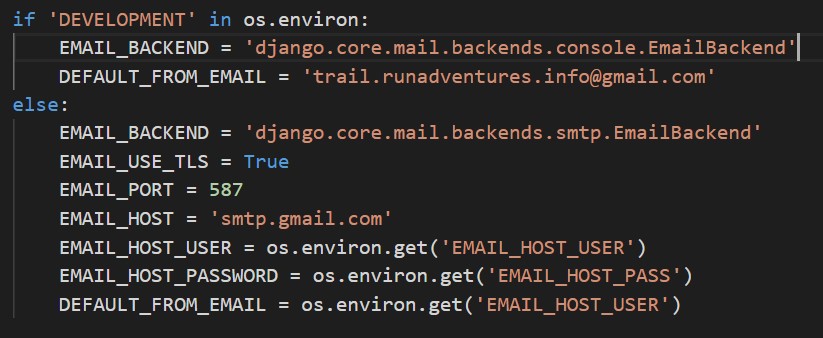 if 'DEVELOPMENT' in os.environ:
    EMAIL_BACKEND = 'django.core.mail.backends.console.EmailBackend'
    DEFAULT_FROM_EMAIL = 'trail.runadventures.info@gmail.com'
else:
    EMAIL_BACKEND = 'django.core.mail.backends.smtp.EmailBackend'
    EMAIL_USE_TLS = True
    EMAIL_PORT = 587
    EMAIL_HOST = 'smtp.gmail.com'
    EMAIL_HOST_USER = os.environ.get('EMAIL_HOST_USER')
    EMAIL_HOST_PASSWORD = os.environ.get('EMAIL_HOST_PASS')
    DEFAULT_FROM_EMAIL = os.environ.get('EMAIL_HOST_USER')